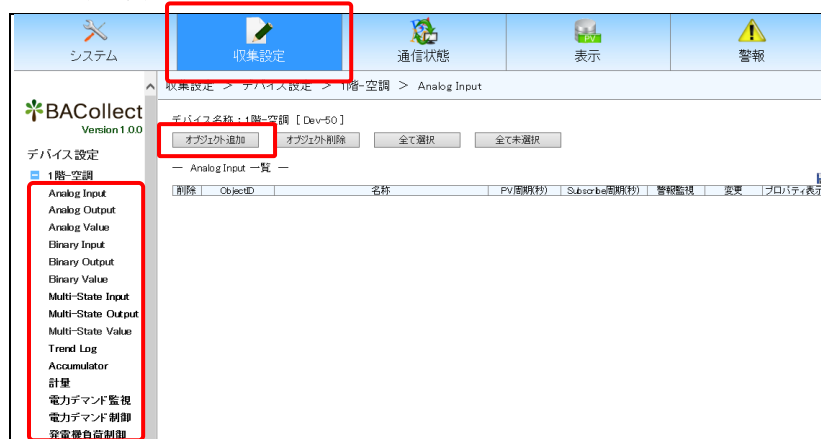 システム
収集設定
通信状態
表示
警報
収集設定 ＞ デバイス設定 ＞ 1階-空調 ＞ Analog Input
BACollect
Version 1.0.0
デバイス設定
1階-空調
Analog Input
Analog Output
Analog Value
Binary Input
Binary Output
Binary Value
Multi-State Input
Multi-State Output
Multi-State Value
Trend Log
Accumulator
計量
電力デマンド監視
電力デマンド制御
発電機負荷制御
デバイス名称：1階-空調 [ Dev-50 ]
オブジェクト追加 オブジェクト削除 全て選択 全て未選択
― Analog Input 一覧 ―
削除 ObjectID 名称 PV周期(秒) Subscribe周期(秒) 警報監視 変更 プロパティ表示